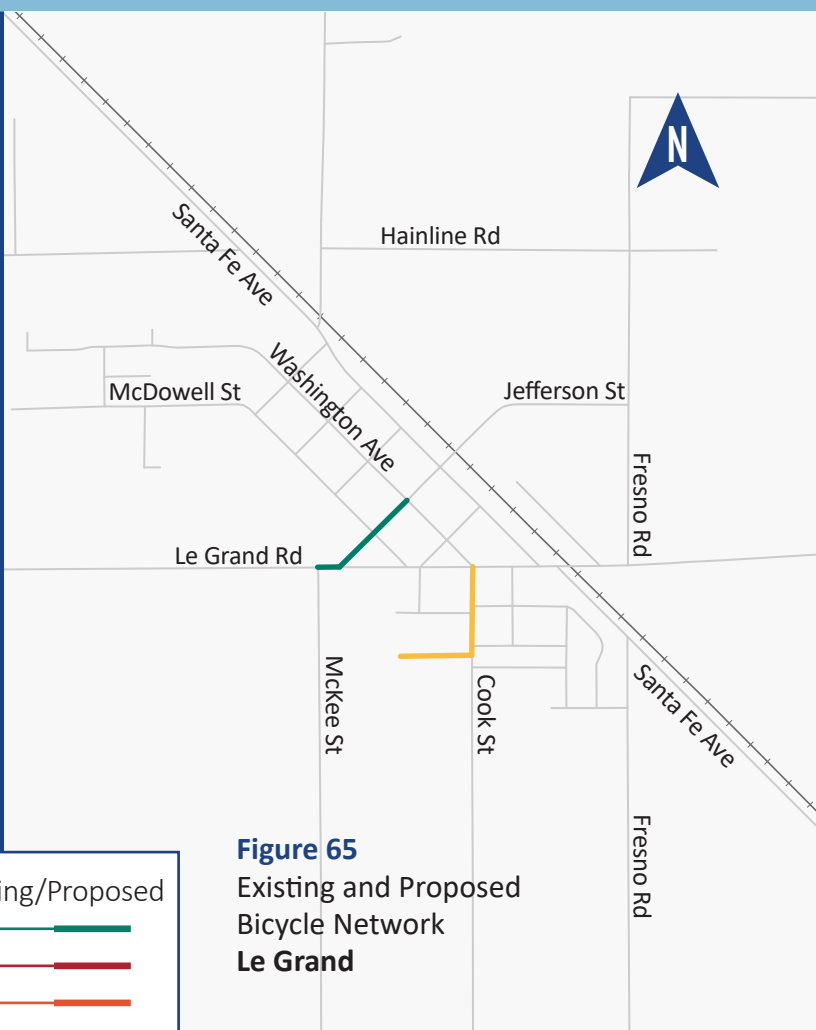 N
Santa Fe Ave
Hainline Rd
Washington Ave
McDowell St
Jefferson St
Fresno Rd
Le Grand Rd
McKee St
Cook St
Santa Fe Ave
Fresno Rd
Figure 65
Existing and Proposed
Bicycle Network
Le Grand
ing/Proposed